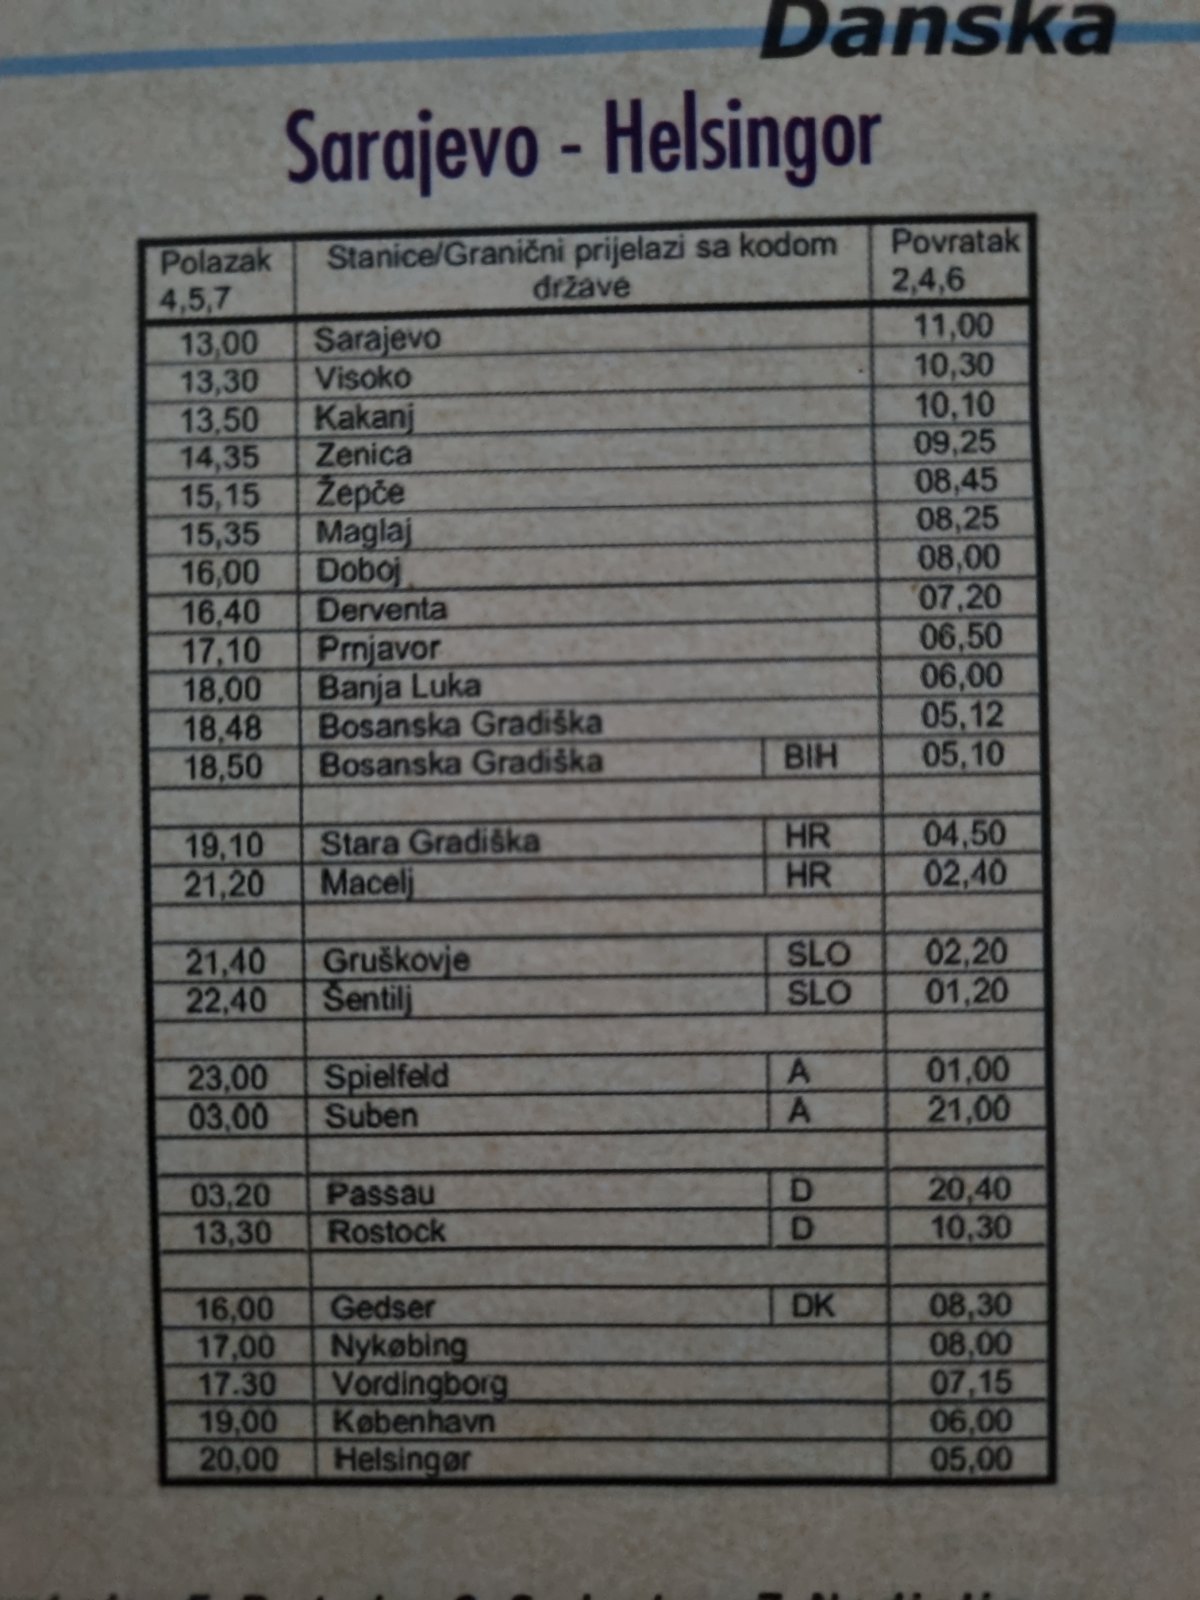 Danska
Sarajevo - Helsingor
Polazak 4,5,7 Stanice/Granični prijelazi sa kodom države Povratak 2,4,6
13,00 Sarajevo 11,00
13,30 Visoko 10,30
13,50 Kakanj 10,10
14,35 Zenica 09,25
15,15 Žepče 08,45
15,35 Maglaj 08,25
16,00 Doboj 08,00
16,40 Derventa 07,20
17,10 Prnjavor 06,50
18,00 Banja Luka 06,00
18,48 Bosanska Gradiška 05,12
18,50 Bosanska Gradiška BIH 05,10
19,10 Stara Gradiška HR 04,50
21,20 Macelj HR 02,40
21,40 Gruškovje SLO 02,20
22,40 Šentilj SLO 01,20
23,00 Spielfeld A 01,00
03,00 Suben A 21,00
03,20 Passau D 20,40
13,30 Rostock D 10,30
16,00 Gedser DK 08,30
17,00 Nykøbing 08,00
17.30 Vordingborg 07,15
19,00 København 06,00
20,00 Helsingør 05,00